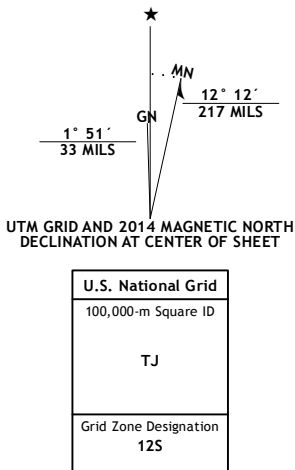 ★
MN
GN
12° 12´
217 MILS
1° 51´
33 MILS
UTM GRID AND 2014 MAGNETIC NORTH
DECLINATION AT CENTER OF SHEET
U.S. National Grid
100,000-m Square ID
TJ
Grid Zone Designation
12S